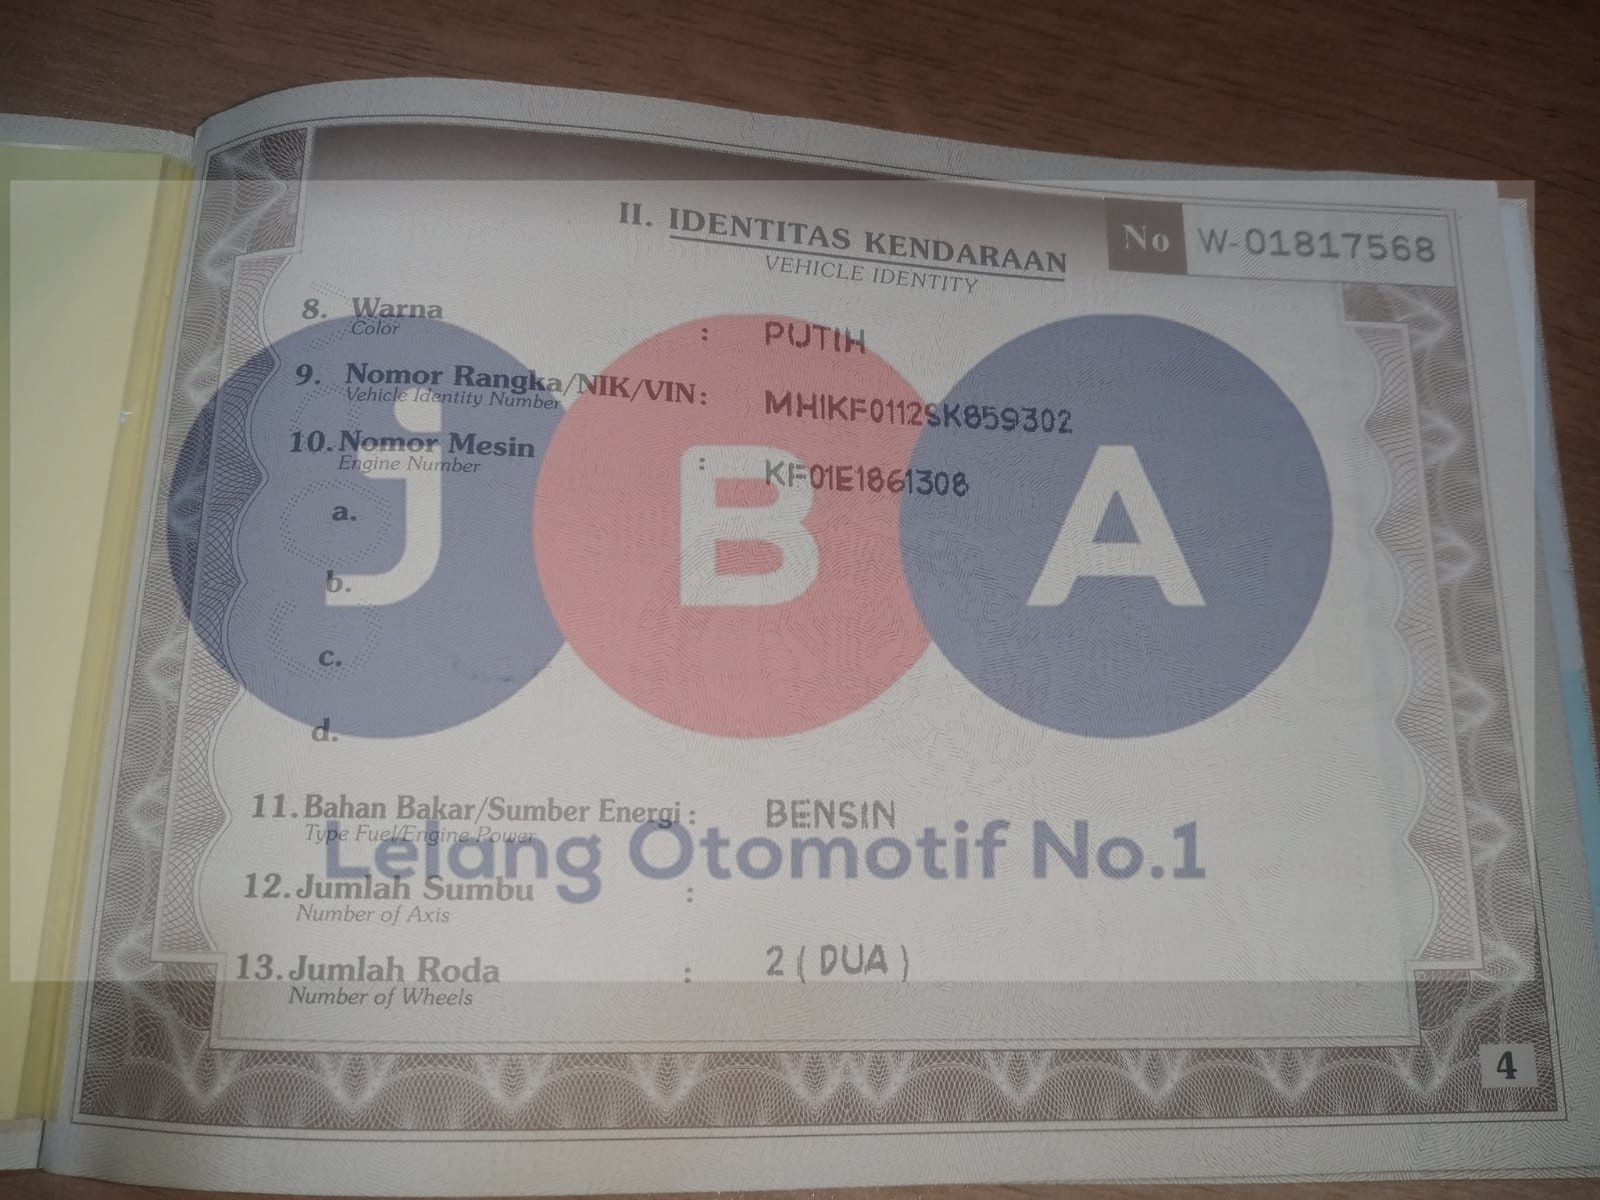 II. IDENTITAS KENDARAAN
VEHICLE IDENTITY
No W-01817568
8. Warna : PUTIH
Color
9. Nomor Rangka/NIK/VIN : MH1KF0112SK859302
Vehicle Identity Number
10. Nomor Mesin : KF01E1861308
Engine Number
a.
b.
c.
d.
J B A
11. Bahan Bakar/Sumber Energi : BENSIN
Type Fuel/Engine Power
Lelang Otomotif No.1
12. Jumlah Sumbu :
Number of Axis
13. Jumlah Roda : 2 ( DUA )
Number of Wheels
4